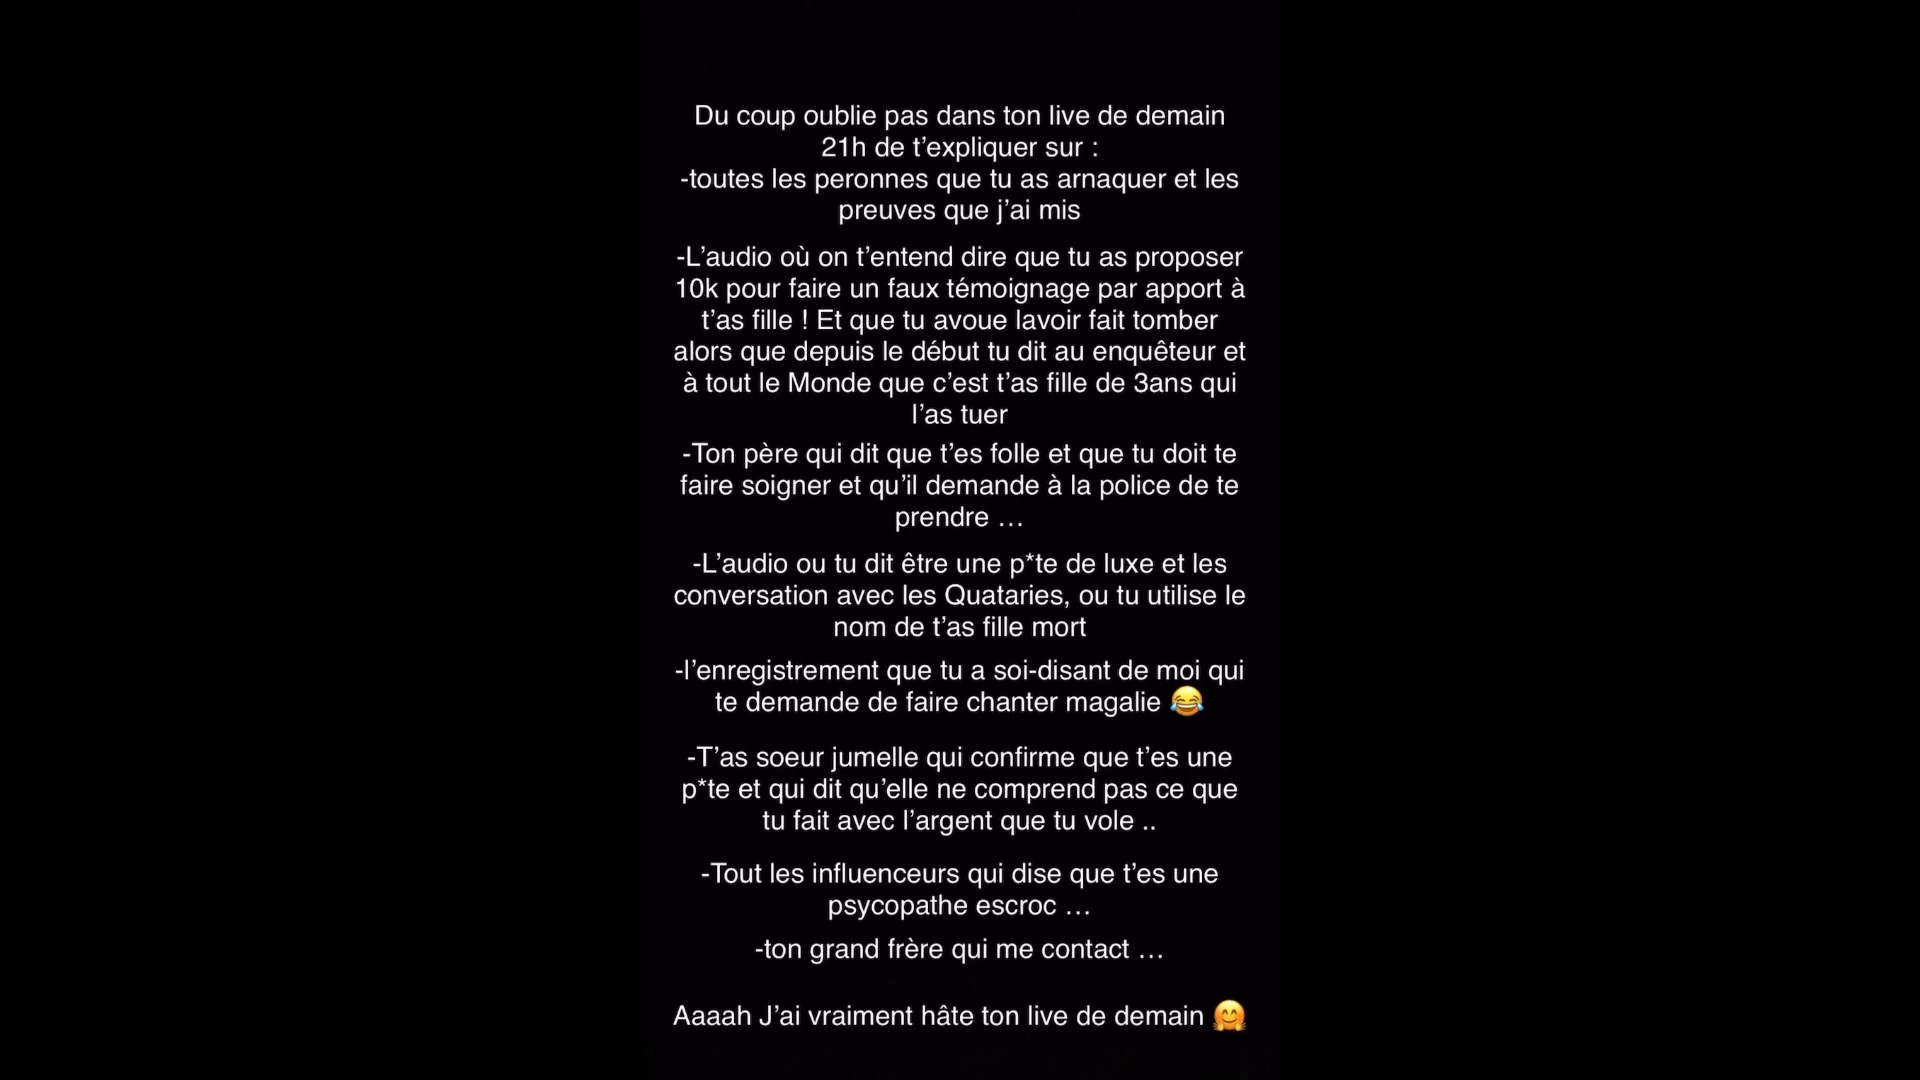 Du coup oublie pas dans ton live de demain
21h de t’expliquer sur :
-toutes les peronnes que tu as arnaquer et les
preuves que j’ai mis
-L’audio où on t’entend dire que tu as proposer
10k pour faire un faux témoignage par apport à
t’as fille ! Et que tu avoue lavoir fait tomber
alors que depuis le début tu dit au enquêteur et
à tout le Monde que c’est t’as fille de 3ans qui
l’as tuer
-Ton père qui dit que t’es folle et que tu doit te
faire soigner et qu’il demande à la police de te
prendre …
-L’audio ou tu dit être une p*te de luxe et les
conversation avec les Quataries, ou tu utilise le
nom de t’as fille mort
-l’enregistrement que tu a soi-disant de moi qui
te demande de faire chanter magalie 😂
-T’as soeur jumelle qui confirme que t’es une
p*te et qui dit qu’elle ne comprend pas ce que
tu fait avec l’argent que tu vole ..
-Tout les influenceurs qui dise que t’es une
psycopathe escroc …
-ton grand frère qui me contact …
Aaaah J’ai vraiment hâte ton live de demain 🤗